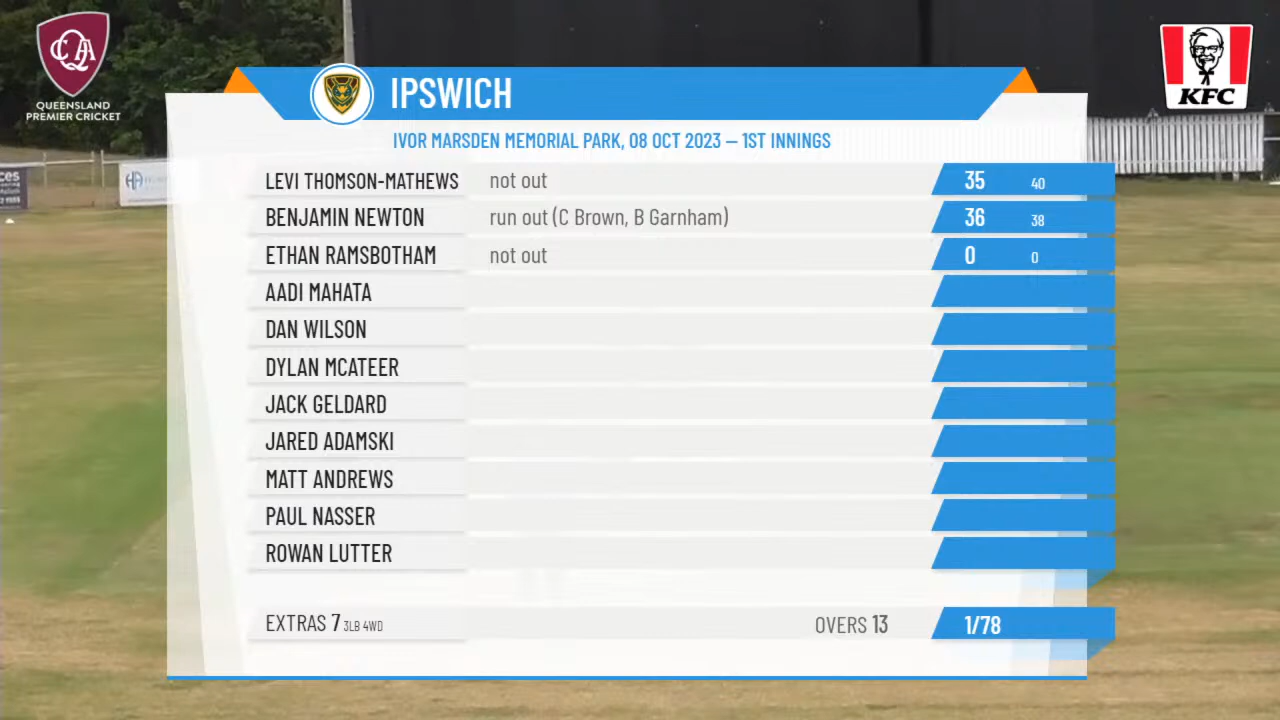 QUEENSLAND
PREMIER CRICKET
KFC
IPSWICH
IVOR MARSDEN MEMORIAL PARK, 08 OCT 2023 – 1ST INNINGS
LEVI THOMSON-MATHEWS not out 35 40
BENJAMIN NEWTON run out (C Brown, B Garnham) 36 38
ETHAN RAMSBOTHAM not out 0 0
AADI MAHATA
DAN WILSON
DYLAN MCATEER
JACK GELDARD
JARED ADAMSKI
MATT ANDREWS
PAUL NASSER
ROWAN LUTTER
EXTRAS 7 3LB 4WD OVERS 13 1/78